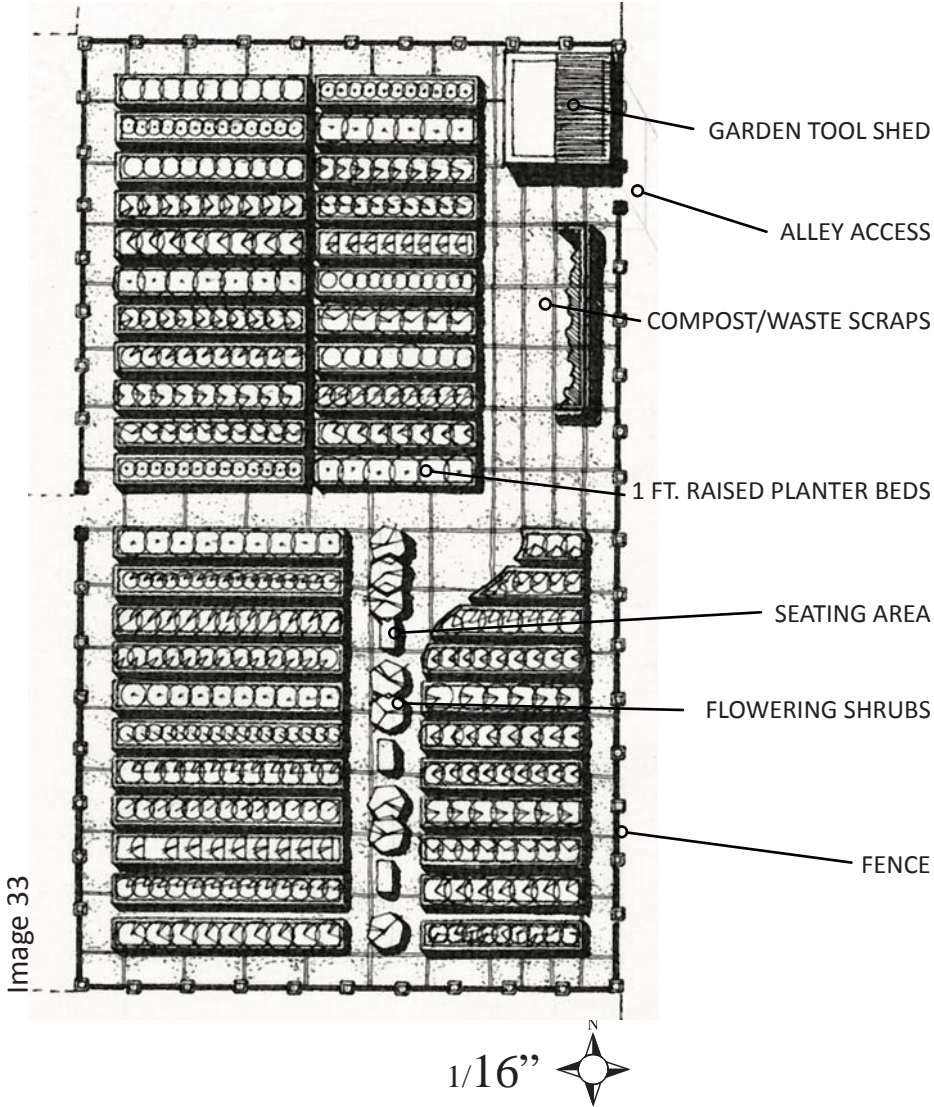 GARDEN TOOL SHED
ALLEY ACCESS
COMPOST/WASTE SCRAPS
1 FT. RAISED PLANTER BEDS
SEATING AREA
FLOWERING SHRUBS
FENCE
Image 33
N
1/16”